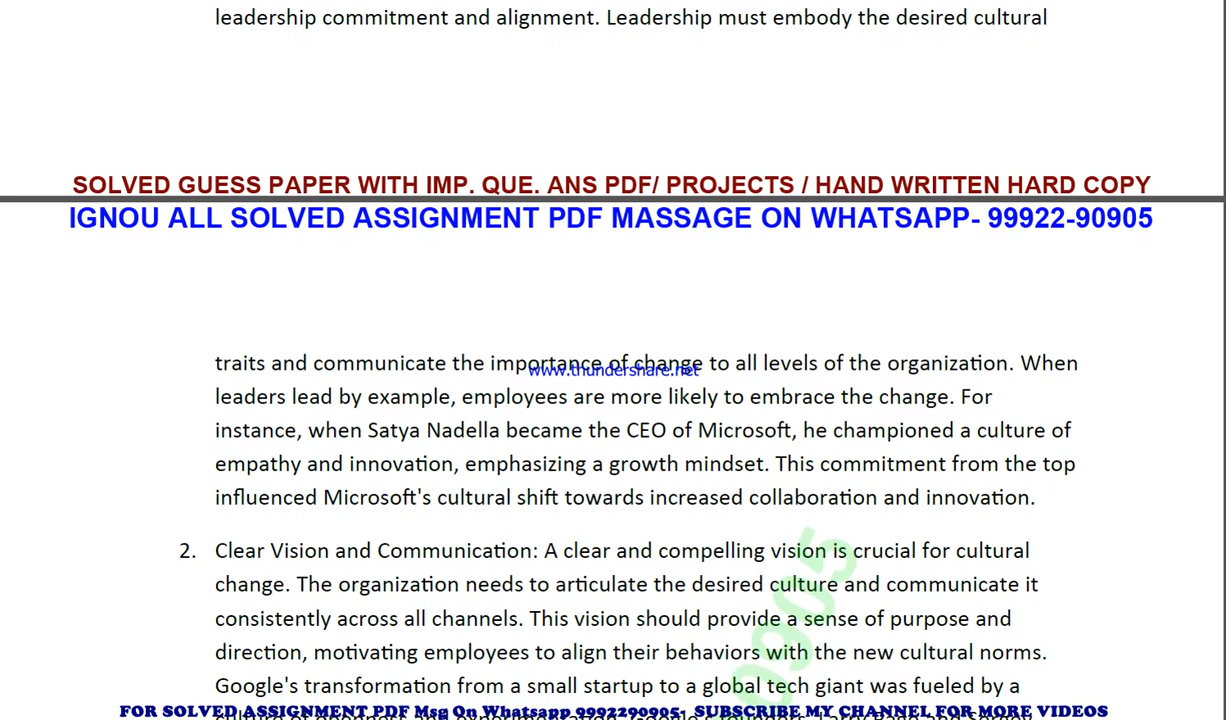 leadership commitment and alignment. Leadership must embody the desired cultural
SOLVED GUESS PAPER WITH IMP. QUE. ANS PDF/ PROJECTS / HAND WRITTEN HARD COPY
IGNOU ALL SOLVED ASSIGNMENT PDF MASSAGE ON WHATSAPP- 99922-90905
traits and communicate the importance of change to all levels of the organization. When
www.thundershare.net
leaders lead by example, employees are more likely to embrace the change. For
instance, when Satya Nadella became the CEO of Microsoft, he championed a culture of
empathy and innovation, emphasizing a growth mindset. This commitment from the top
influenced Microsoft's cultural shift towards increased collaboration and innovation.
2. Clear Vision and Communication: A clear and compelling vision is crucial for cultural
change. The organization needs to articulate the desired culture and communicate it
consistently across all channels. This vision should provide a sense of purpose and
direction, motivating employees to align their behaviors with the new cultural norms.
Google's transformation from a small startup to a global tech giant was fueled by a
0905
FOR SOLVED ASSIGNMENT PDF Msg On Whatsapp 9992290905- SUBSCRIBE MY CHANNEL FOR MORE VIDEOS